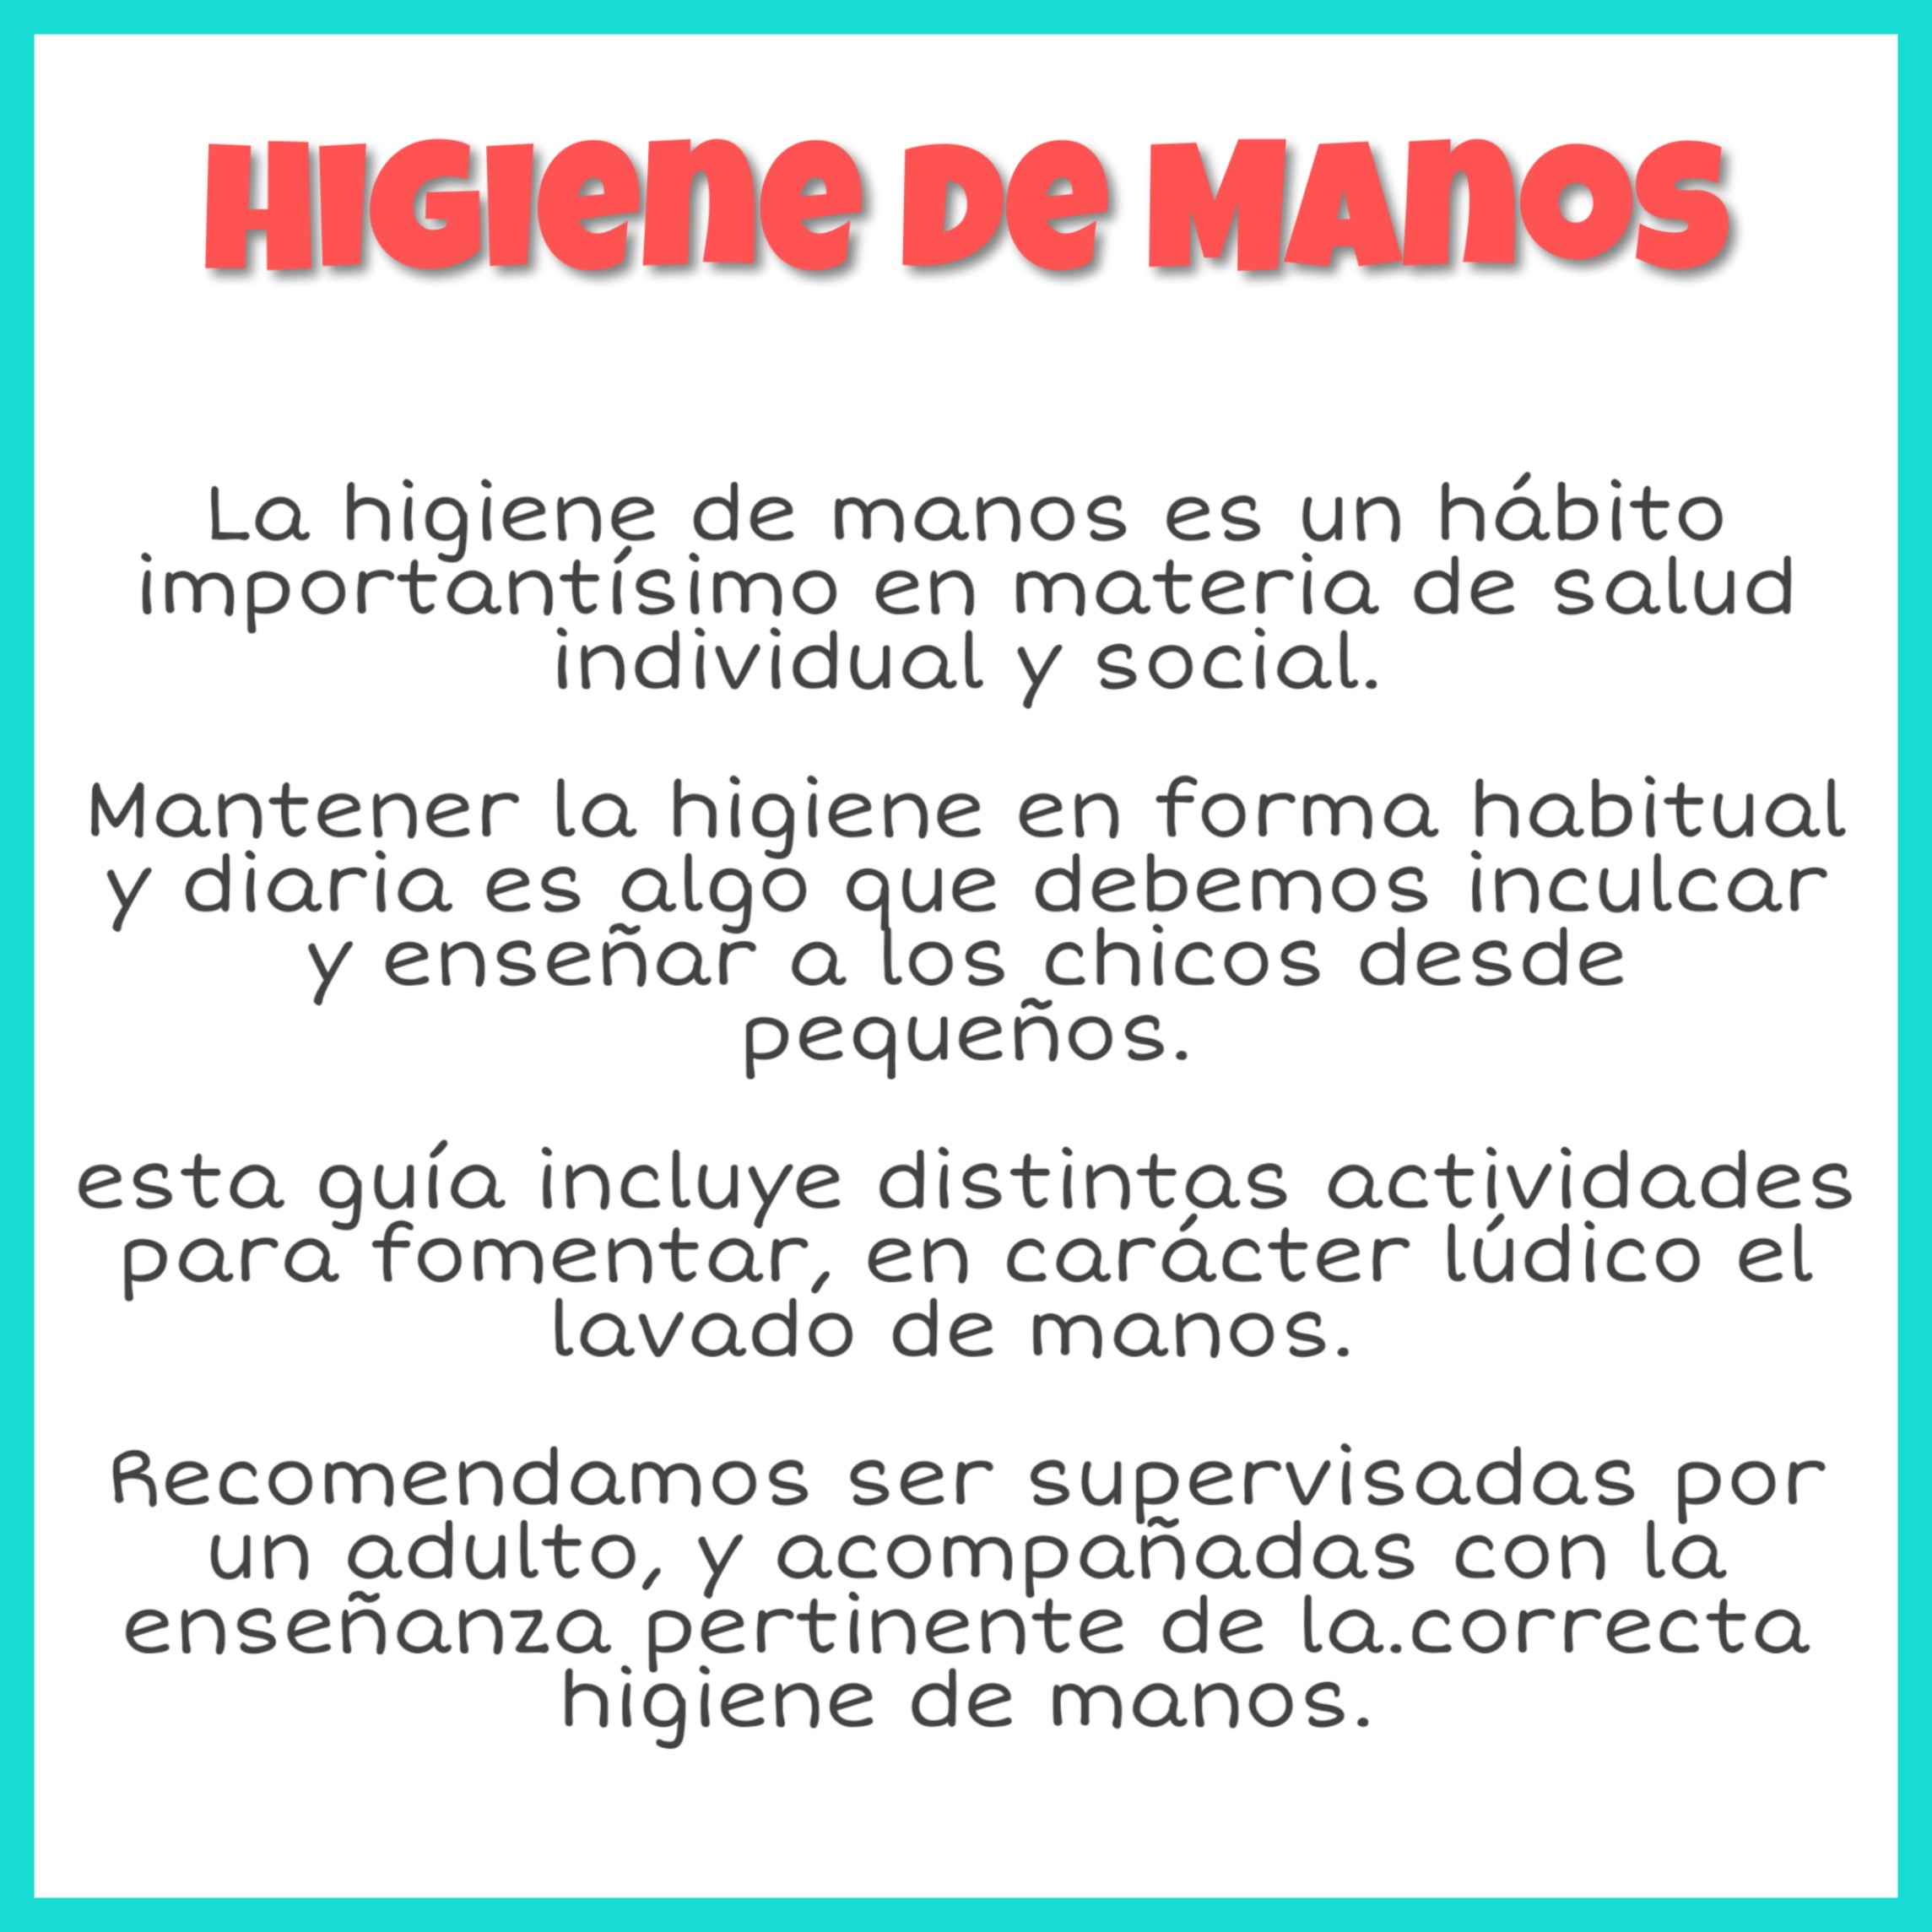 HIGIENE DE MANOS
La higiene de manos es un hábito
importantísimo en materia de salud
individual y social.
Mantener la higiene en forma habitual
y diaria es algo que debemos inculcar
y enseñar a los chicos desde
pequeños.
esta guía incluye distintas actividades
para fomentar, en carácter lúdico el
lavado de manos.
Recomendamos ser supervisadas por
un adulto, y acompañadas con la
enseñanza pertinente de la.correcta
higiene de manos.